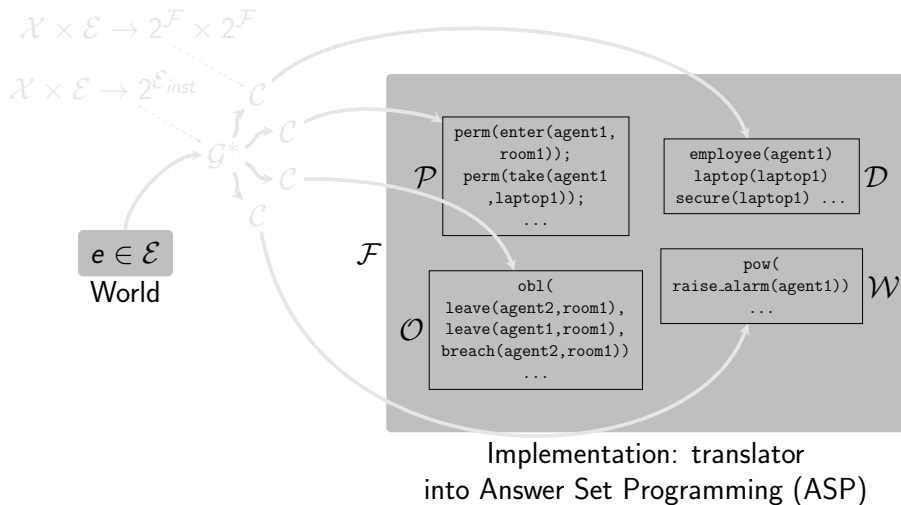 𝒳 × ℰ → 2^ℱ × 2^ℱ
𝒳 × ℰ → 2^ℰinst
𝒞
𝒢*
𝒞
𝒞
𝒞
e ∈ ℰ
World
ℱ
𝒫
perm(enter(agent1,
room1));
perm(take(agent1
,laptop1));
...
employee(agent1)
laptop(laptop1)
secure(laptop1) ...
𝒟
𝒪
obl(
leave(agent2,room1),
leave(agent1,room1),
breach(agent2,room1))
...
pow(
raise_alarm(agent1))
...
𝒲
Implementation: translator
into Answer Set Programming (ASP)